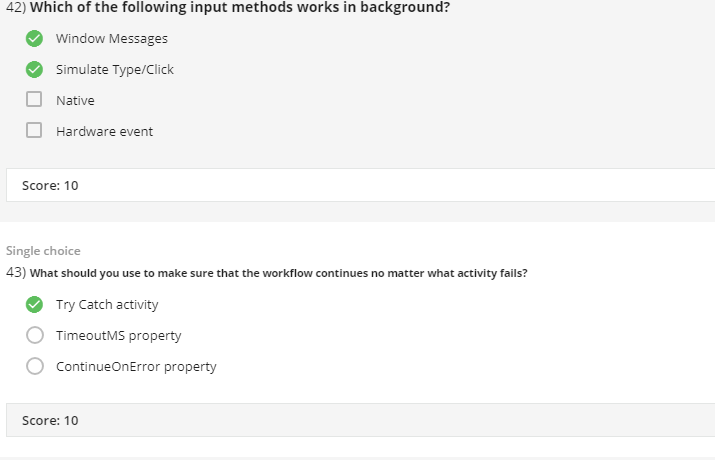 42) Which of the following input methods works in background?
Window Messages
Simulate Type/Click
Native
Hardware event
Score: 10
Single choice
43) What should you use to make sure that the workflow continues no matter what activity fails?
Try Catch activity
TimeoutMS property
ContinueOnError property
Score: 10